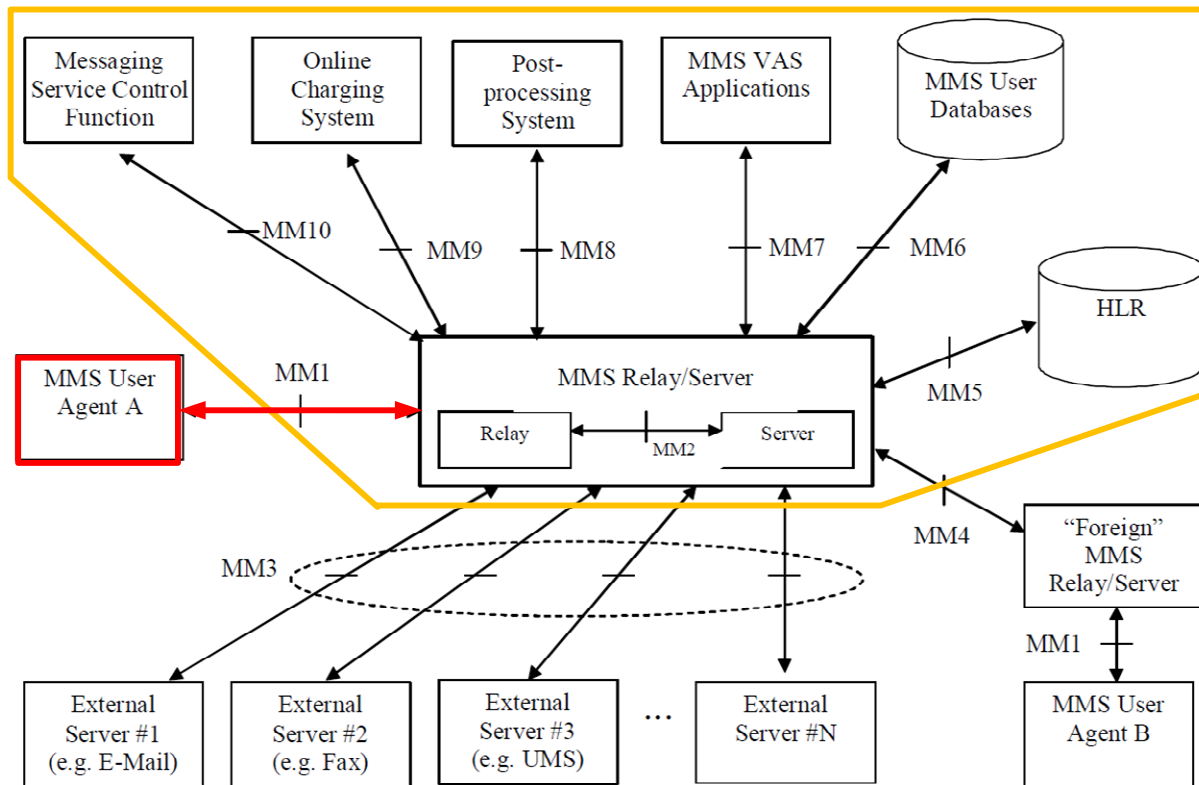 Messaging
Service Control
Function
Online
Charging
System
Post-
processing
System
MMS VAS
Applications
MMS User
Databases
MM10
MM9
MM8
MM7
MM6
HLR
MMS User
Agent A
MM1
MMS Relay/Server
MM5
Relay
MM2
Server
MM4
"Foreign"
MMS
Relay/Server
MM3
MM1
External
Server #1
(e.g. E-Mail)
External
Server #2
(e.g. Fax)
External
Server #3
(e.g. UMS)
...
External
Server #N
MMS User
Agent B